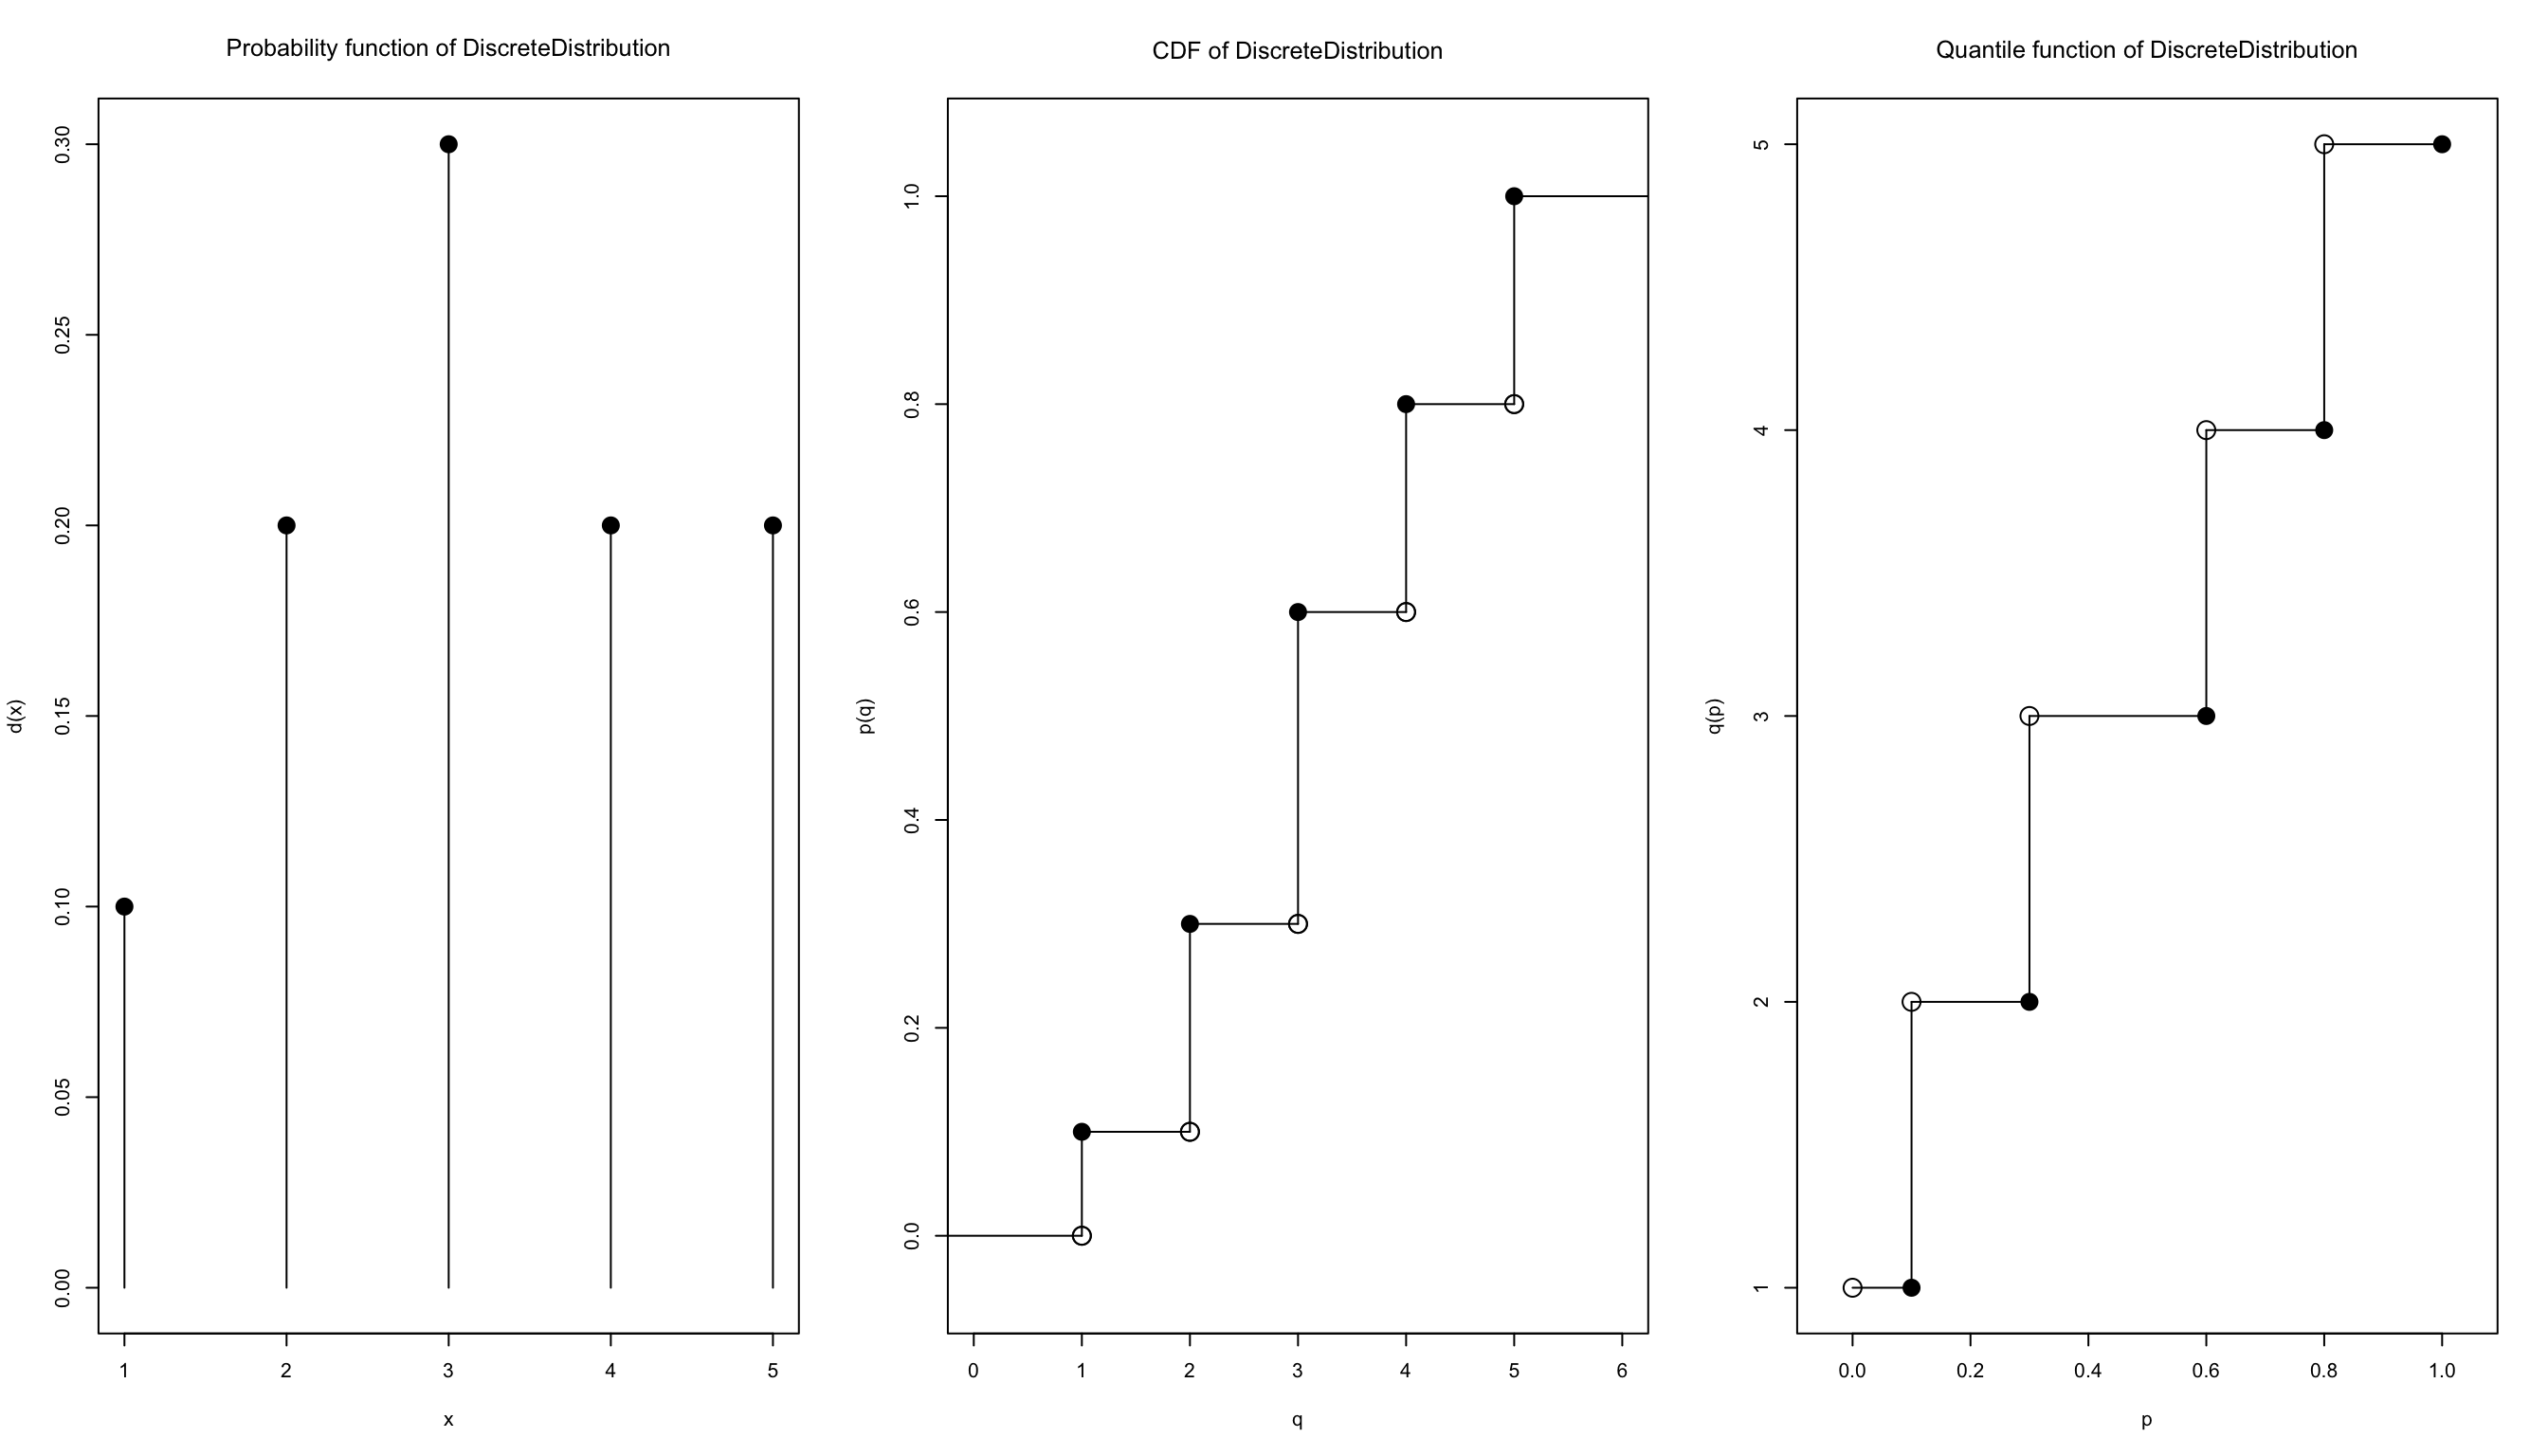 Probability function of DiscreteDistribution
d(x)
0.30
0.25
0.20
0.15
0.10
0.05
0.00
1 2 3 4 5
x
CDF of DiscreteDistribution
p(q)
1.0
0.8
0.6
0.4
0.2
0.0
0 1 2 3 4 5 6
q
Quantile function of DiscreteDistribution
q(p)
5
4
3
2
1
0.0 0.2 0.4 0.6 0.8 1.0
p